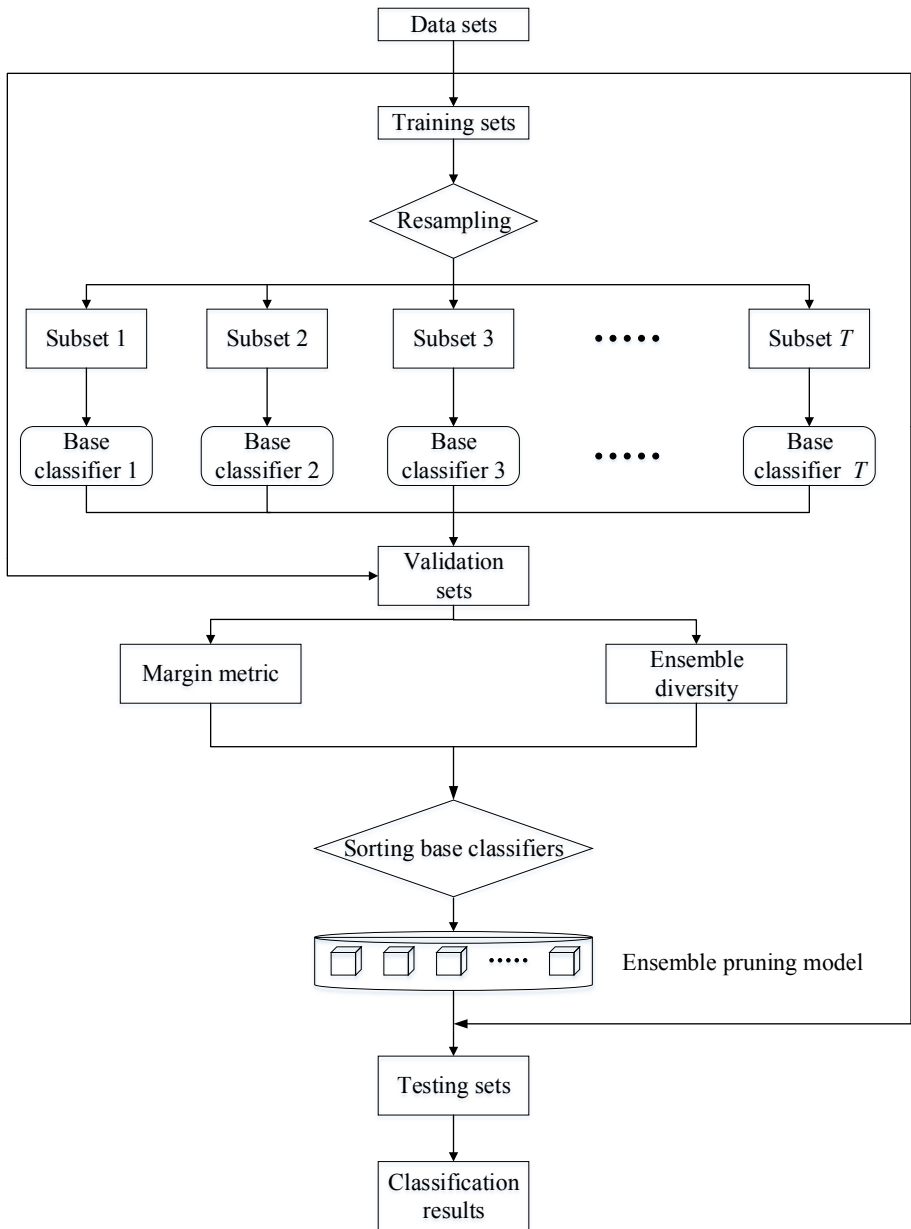 Data sets
Training sets
Resampling
Subset 1
Subset 2
Subset 3
•••••
Subset T
Base
classifier 1
Base
classifier 2
Base
classifier 3
•••••
Base
classifier T
Validation
sets
Margin metric
Ensemble
diversity
Sorting base classifiers
•••••
Ensemble pruning model
Testing sets
Classification
results